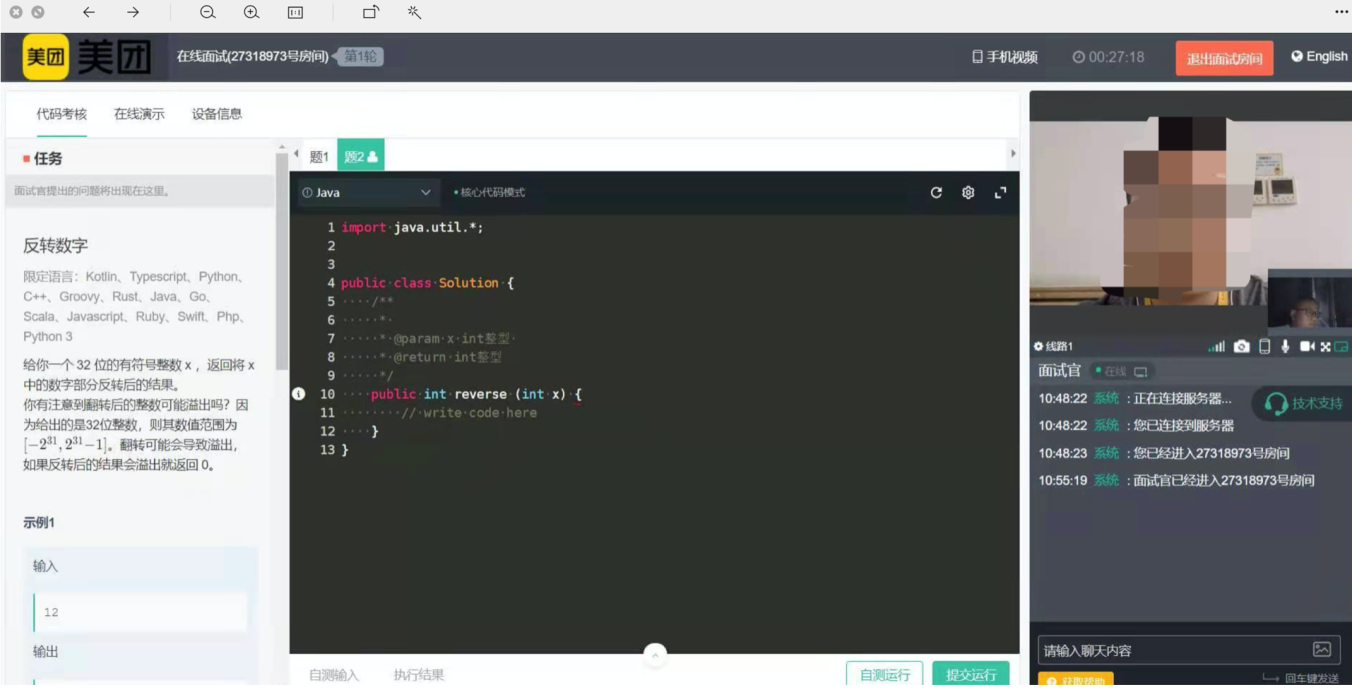 美团 美团
在线面试(27318973号房间) 第1轮
手机视频
00:27:18
退出面试房间
English
代码考核 在线演示 设备信息
任务
面试官提出的问题将出现在这里。
反转数字
限定语言：Kotlin、Typescript、Python、
C++、Groovy、Rust、Java、Go、
Scala、Javascript、Ruby、Swift、Php、
Python 3
给你一个 32 位的有符号整数 x ，返回将 x
中的数字部分反转后的结果。
你有注意到翻转后的整数可能溢出吗？因
为给出的是32位整数，则其数值范围为
[−2³¹, 2³¹−1]。翻转可能会导致溢出，
如果反转后的结果会溢出就返回 0。
示例1
输入
12
输出
题1 题2
Java
•核心代码模式
1 import java.util.*;
2
3
4 public class Solution {
5 /**
6 *
7 * @param x int整型
8 * @return int整型
9 */
10 public int reverse (int x) {
11 // write code here
12 }
13 }
自测输入 执行结果
自测运行 提交运行
线路1
面试官 在线
10:48:22 系统 ：正在连接服务器...
技术支持
10:48:22 系统 ：您已连接到服务器
10:48:23 系统 ：您已经进入27318973号房间
10:55:19 系统 ：面试官已经进入27318973号房间
请输入聊天内容
获取帮助
回车键发送